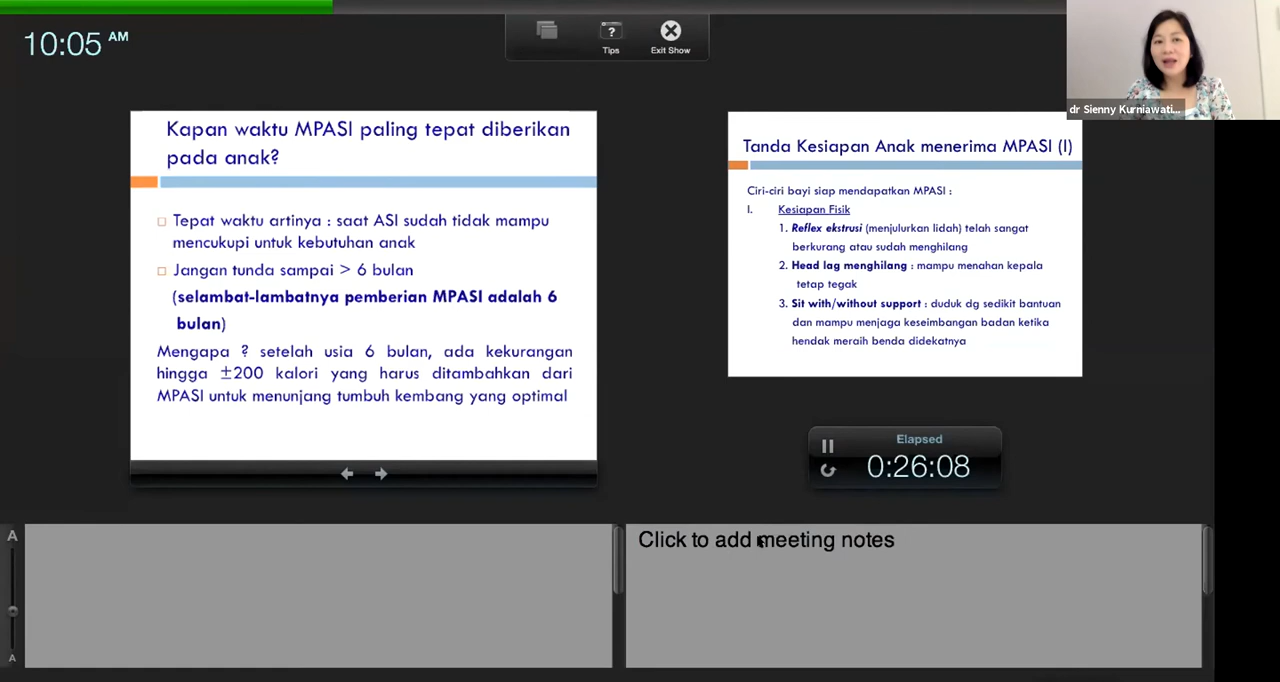 10:05 AM
Tips
Exit Show
dr Sienny Kurniawati...
Kapan waktu MPASI paling tepat diberikan
pada anak?
Tepat waktu artinya : saat ASI sudah tidak mampu
mencukupi untuk kebutuhan anak
Jangan tunda sampai > 6 bulan
(selambat-lambatnya pemberian MPASI adalah 6
bulan)
Mengapa ? setelah usia 6 bulan, ada kekurangan
hingga ±200 kalori yang harus ditambahkan dari
MPASI untuk menunjang tumbuh kembang yang optimal
Tanda Kesiapan Anak menerima MPASI (I)
Ciri-ciri bayi siap mendapatkan MPASI :
I. Kesiapan Fisik
1. Reflex ekstrusi (menjulurkan lidah) telah sangat
berkurang atau sudah menghilang
2. Head lag menghilang : mampu menahan kepala
tetap tegak
3. Sit with/without support : duduk dg sedikit bantuan
dan mampu menjaga keseimbangan badan ketika
hendak meraih benda didekatnya
Elapsed
0:26:08
A
A
Click to add meeting notes